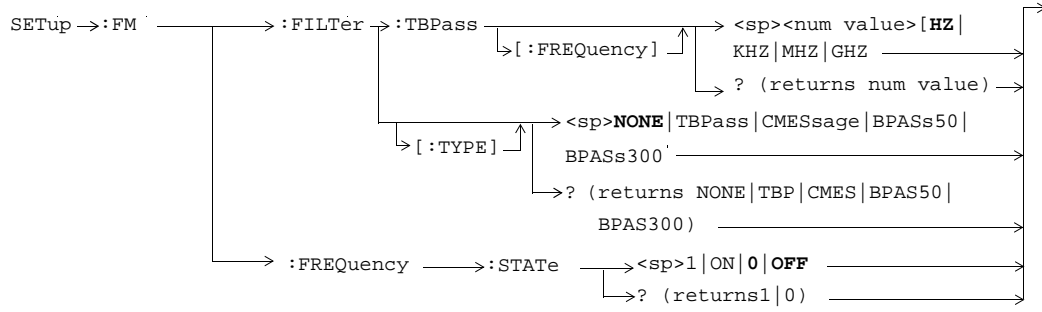 SETup :FM :FILTer :TBPass <sp><num value>[HZ|
[:FREQuency] KHZ|MHZ|GHZ
? (returns num value)
<sp>NONE|TBPass|CMESsage|BPASs50|
[:TYPE] BPASs300
? (returns NONE|TBP|CMES|BPAS50|
BPAS300)
:FREQuency :STATe <sp>1|ON|0|OFF
? (returns1|0)